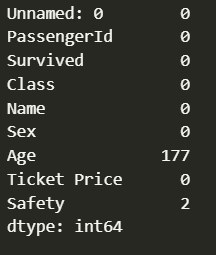 Unnamed: 0 0
PassengerId 0
Survived 0
Class 0
Name 0
Sex 0
Age 177
Ticket Price 0
Safety 2
dtype: int64